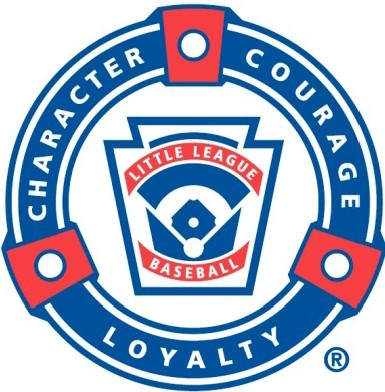 CHARACTER
COURAGE
LITTLE LEAGUE
BASEBALL
LOYALTY
®